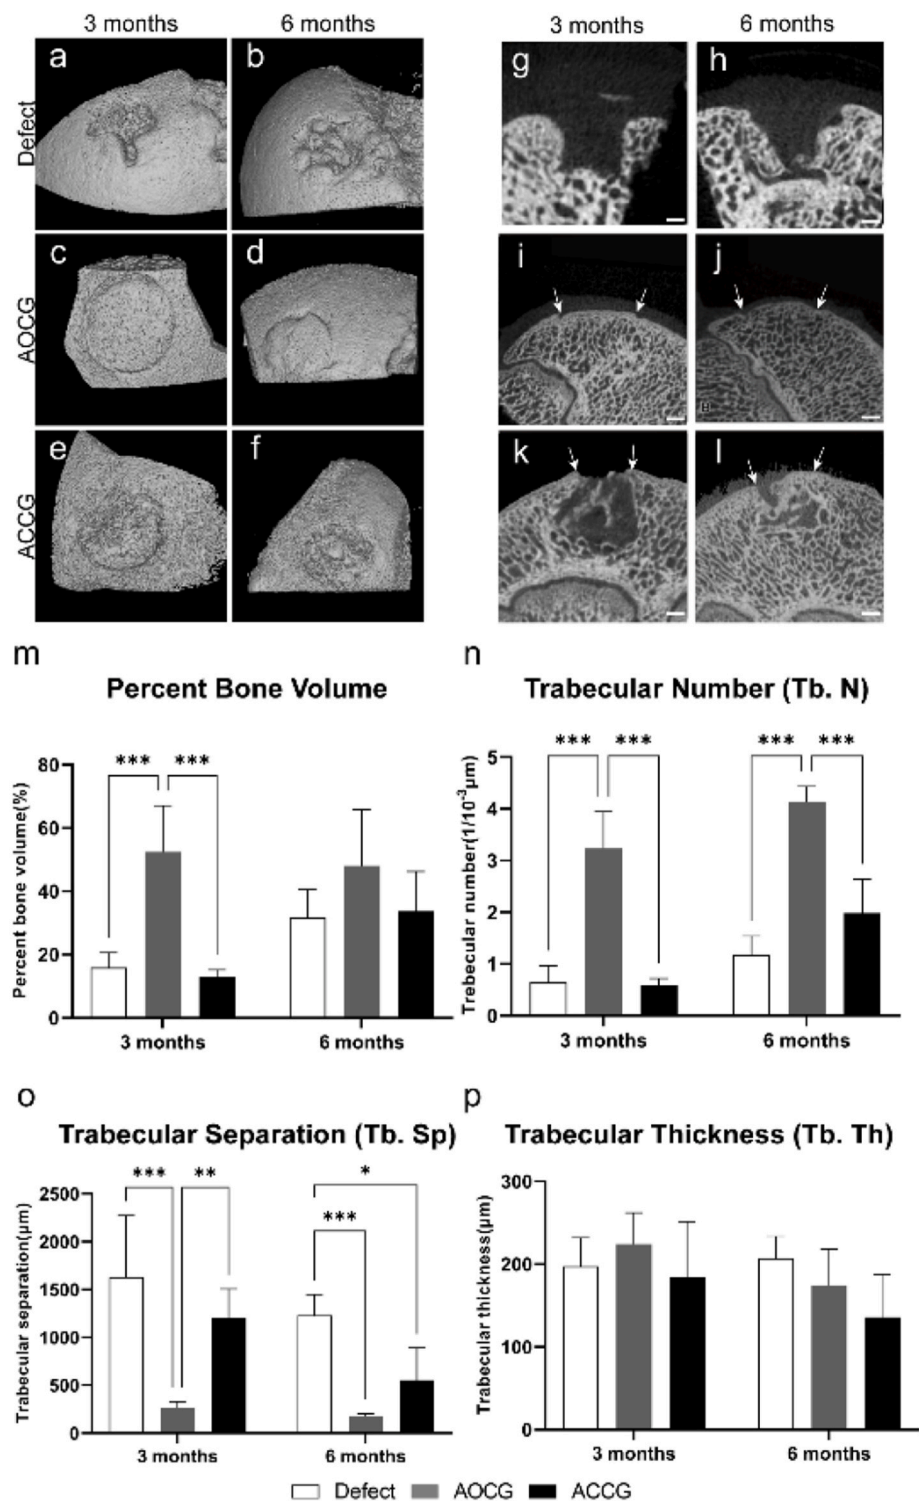 3 months 6 months 3 months 6 months
a b g h
Defect
c d i j
AOCG
e f k l
ACCG
m n
Percent Bone Volume Trabecular Number (Tb. N)
*** *** *** *** *** ***
Percent bone volume(%)
80
60
40
20
0
3 months 6 months
Trebecular number(1/10⁻³µm)
5
4
3
2
1
0
3 months 6 months
o p
Trabecular Separation (Tb. Sp) Trabecular Thickness (Tb. Th)
*** ** *** *
Trabecular separation(µm)
2500
2000
1500
1000
500
0
3 months 6 months
Trabecular thickness(µm)
300
200
100
0
3 months 6 months
Defect AOCG ACCG